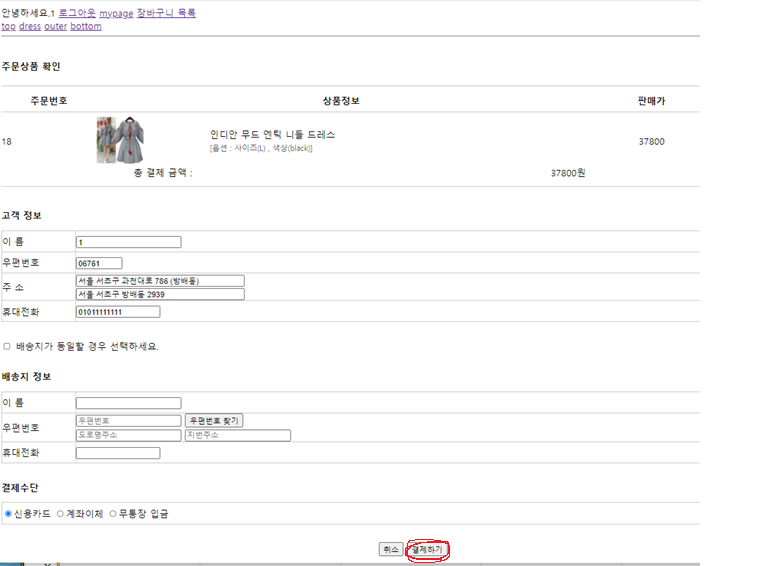 안녕하세요.1 로그아웃 mypage 장바구니 목록
top dress outer bottom
주문상품 확인
주문번호 상품정보 판매가
18 인디안 무드 엔틱 니들 드레스 37800
[옵션 : 사이즈(L) , 색상(black)]
총 결제 금액 : 37800원
고객 정보
이 름 1
우편번호 06761
주 소 서울 서초구 과천대로 786 (방배동)
서울 서초구 방배동 2939
휴대전화 01011111111
배송지가 동일할 경우 선택하세요.
배송지 정보
이 름
우편번호 우편번호 우편번호 찾기
도로명주소 지번주소
휴대전화
결제수단
신용카드 계좌이체 무통장 입금
취소 결제하기